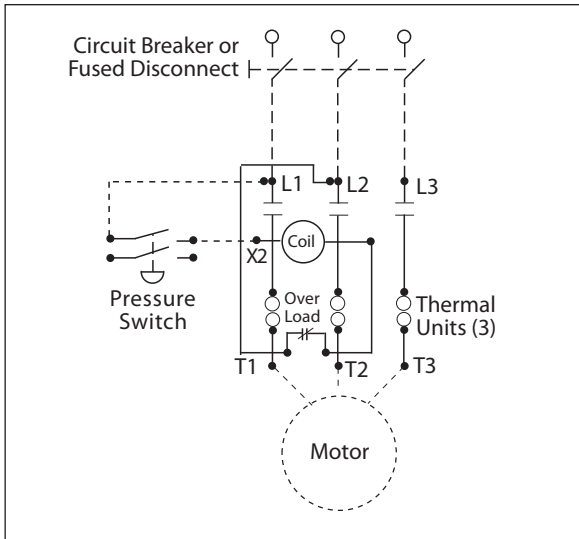 Circuit Breaker or
Fused Disconnect
L1
L2
L3
X2
Coil
Pressure
Switch
Over
Load
Thermal
Units (3)
T1
T2
T3
Motor